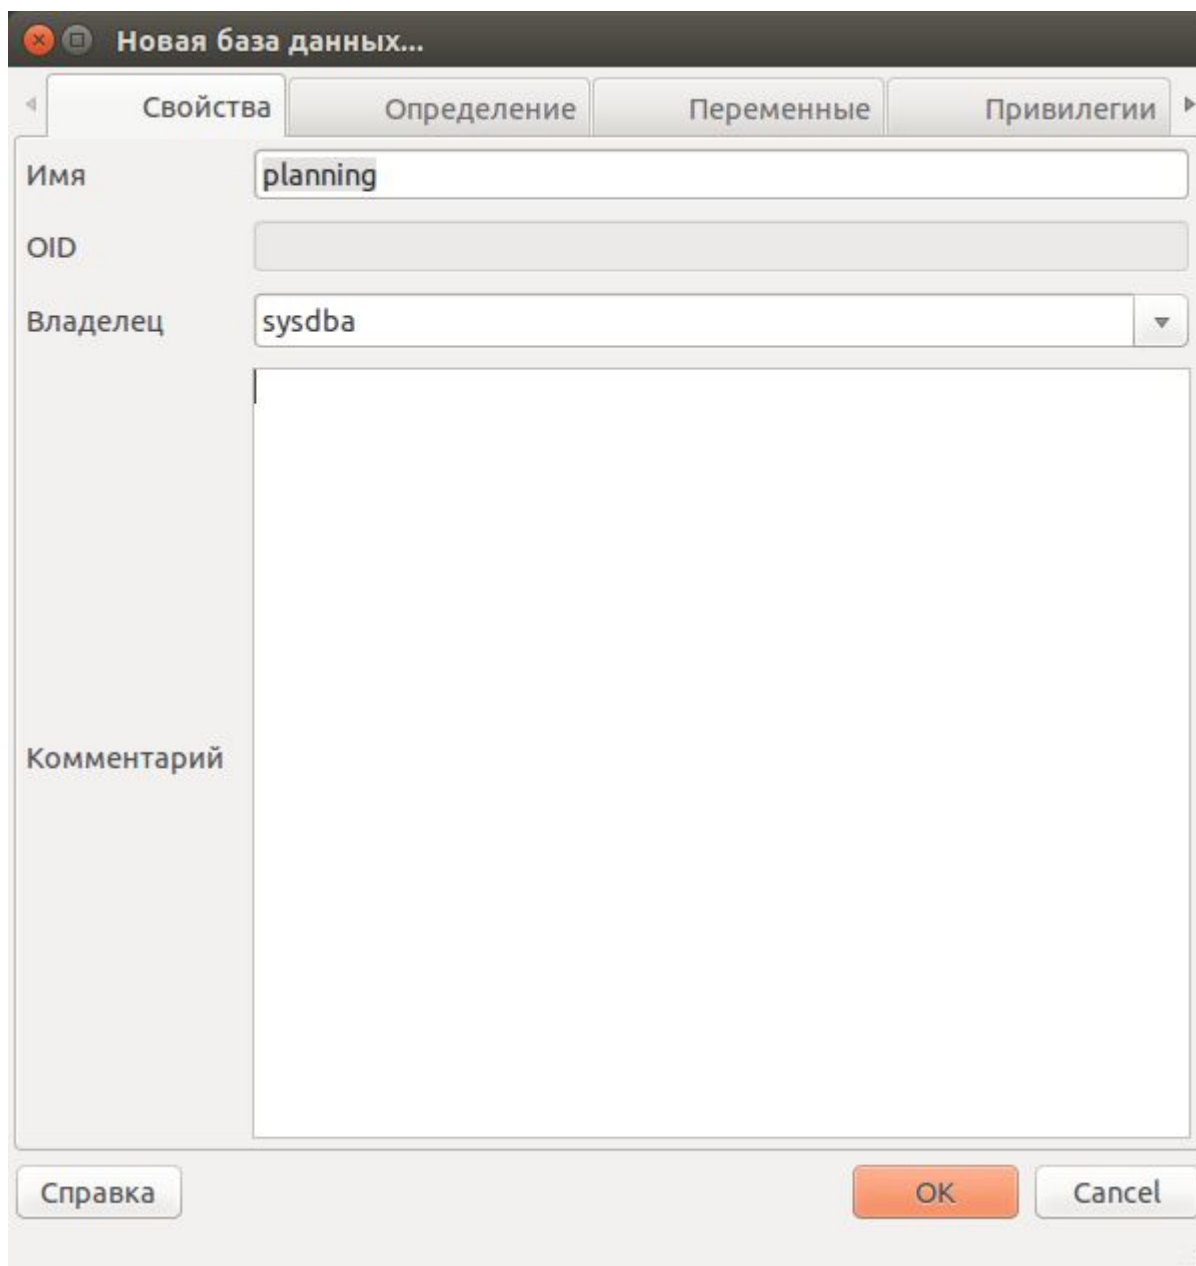 Новая база данных...
Свойства Определение Переменные Привилегии
Имя planning
OID
Владелец sysdba
Комментарий
Справка OK Cancel